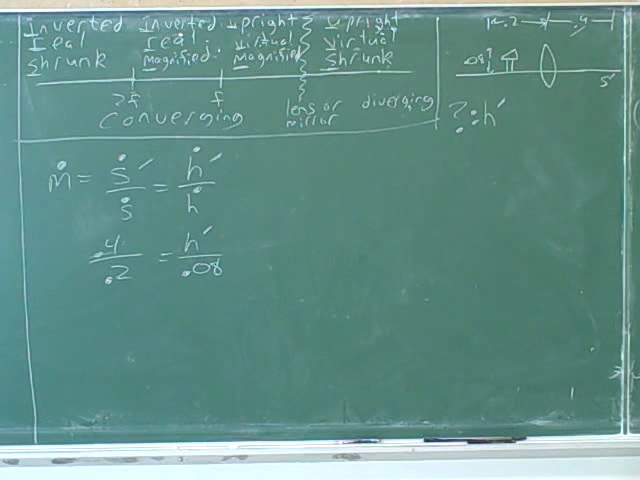 Inverted Inverted Upright Upright
real real virtual virtual
shrunk magnified magnified shrunk
2f f
Converging lens or mirror diverging
.2 .4
.08
s'
?: h'
m = s'/s = h'/h
.4/.2 = h'/.08